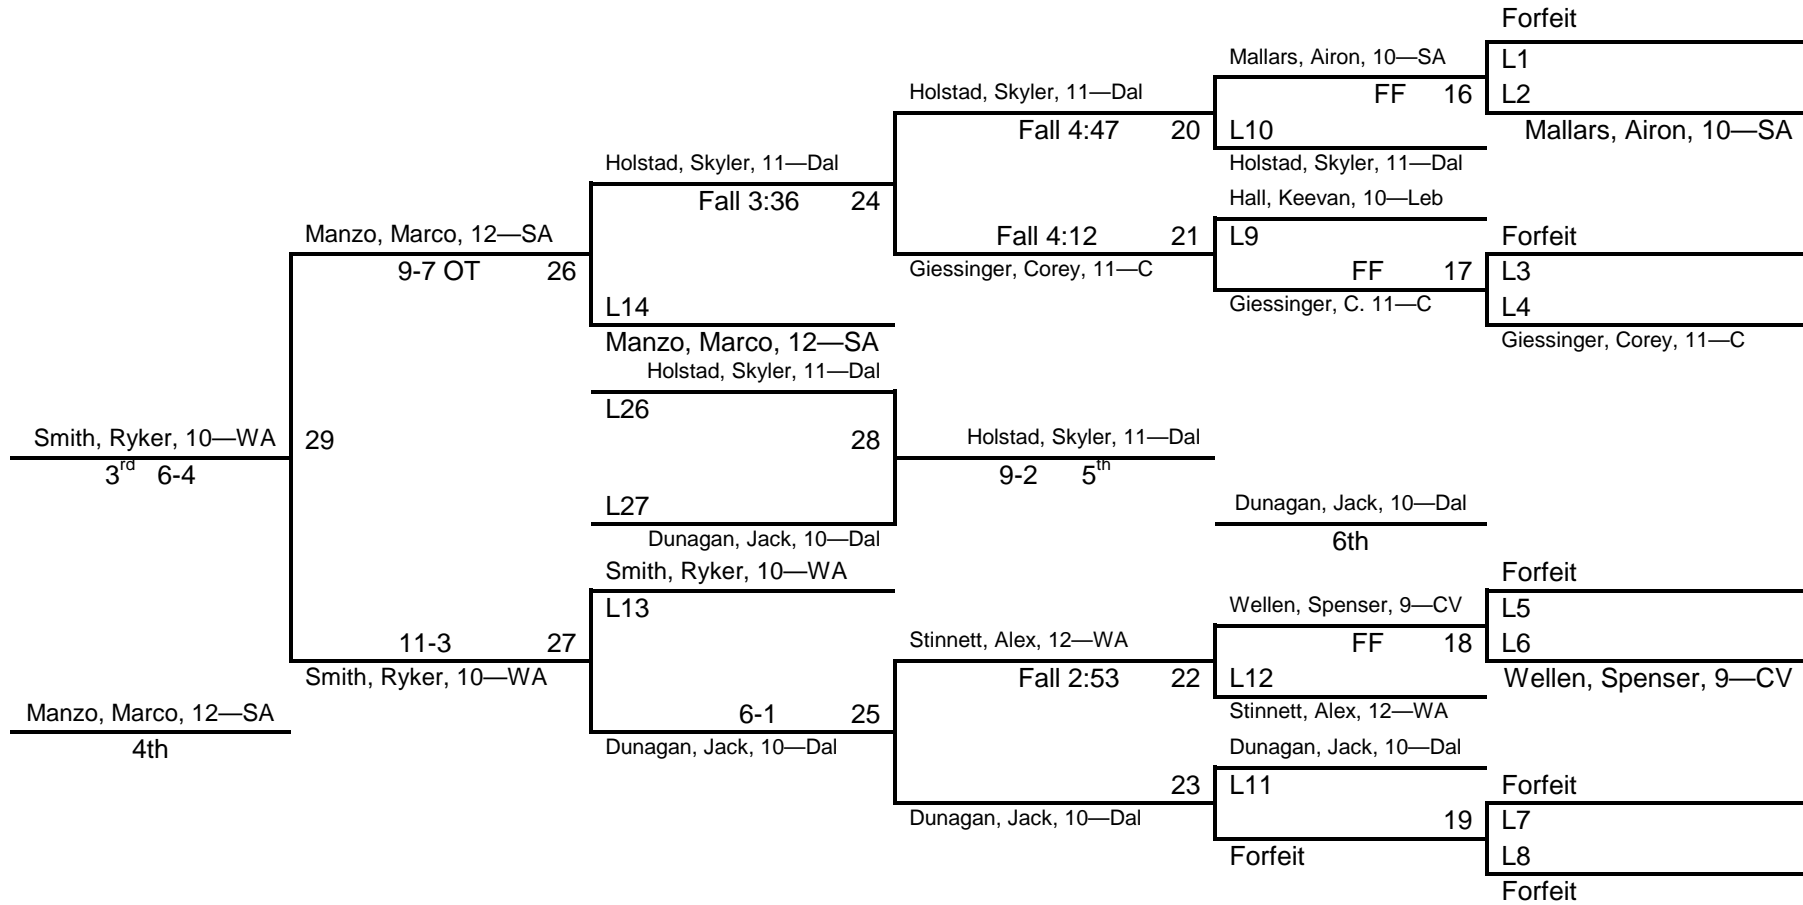 Forfeit
Mallars, Airon, 10—SA
L1
Holstad, Skyler, 11—Dal
FF 16
L2
Fall 4:47 20
L10
Mallars, Airon, 10—SA
Holstad, Skyler, 11—Dal
Holstad, Skyler, 11—Dal
Fall 3:36 24
Hall, Keevan, 10—Leb
Manzo, Marco, 12—SA
Fall 4:12 21
L9
Forfeit
9-7 OT 26
Giessinger, Corey, 11—C
FF 17
L3
L14
Giessinger, C. 11—C
L4
Manzo, Marco, 12—SA
Giessinger, Corey, 11—C
Holstad, Skyler, 11—Dal
L26
Smith, Ryker, 10—WA
29
28
Holstad, Skyler, 11—Dal
3rd 6-4
9-2 5th
L27
Dunagan, Jack, 10—Dal
Dunagan, Jack, 10—Dal
6th
Smith, Ryker, 10—WA
Forfeit
L13
Wellen, Spenser, 9—CV
L5
11-3 27
Stinnett, Alex, 12—WA
FF 18
L6
Smith, Ryker, 10—WA
Fall 2:53 22
L12
Wellen, Spenser, 9—CV
Manzo, Marco, 12—SA
6-1 25
Stinnett, Alex, 12—WA
4th
Dunagan, Jack, 10—Dal
Dunagan, Jack, 10—Dal
23
L11
Forfeit
Dunagan, Jack, 10—Dal
19
L7
Forfeit
L8
Forfeit